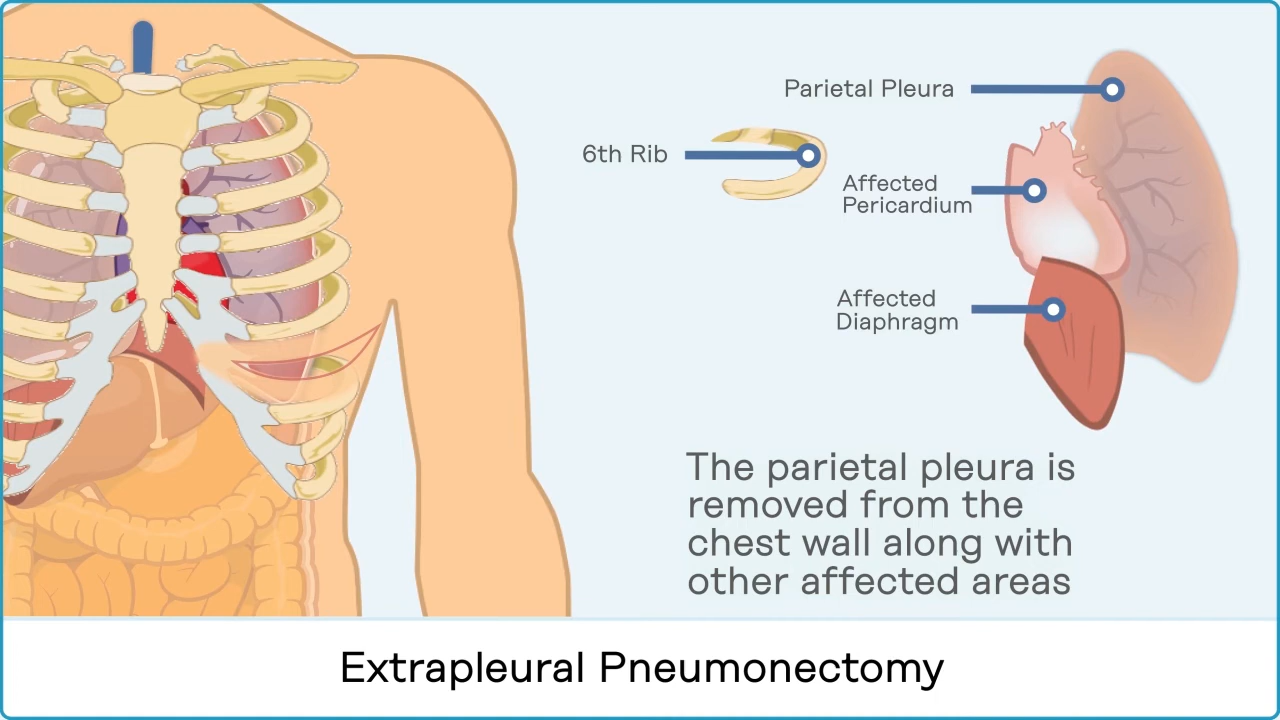 Parietal Pleura
6th Rib
Affected
Pericardium
Affected
Diaphragm
The parietal pleura is
removed from the
chest wall along with
other affected areas
Extrapleural Pneumonectomy